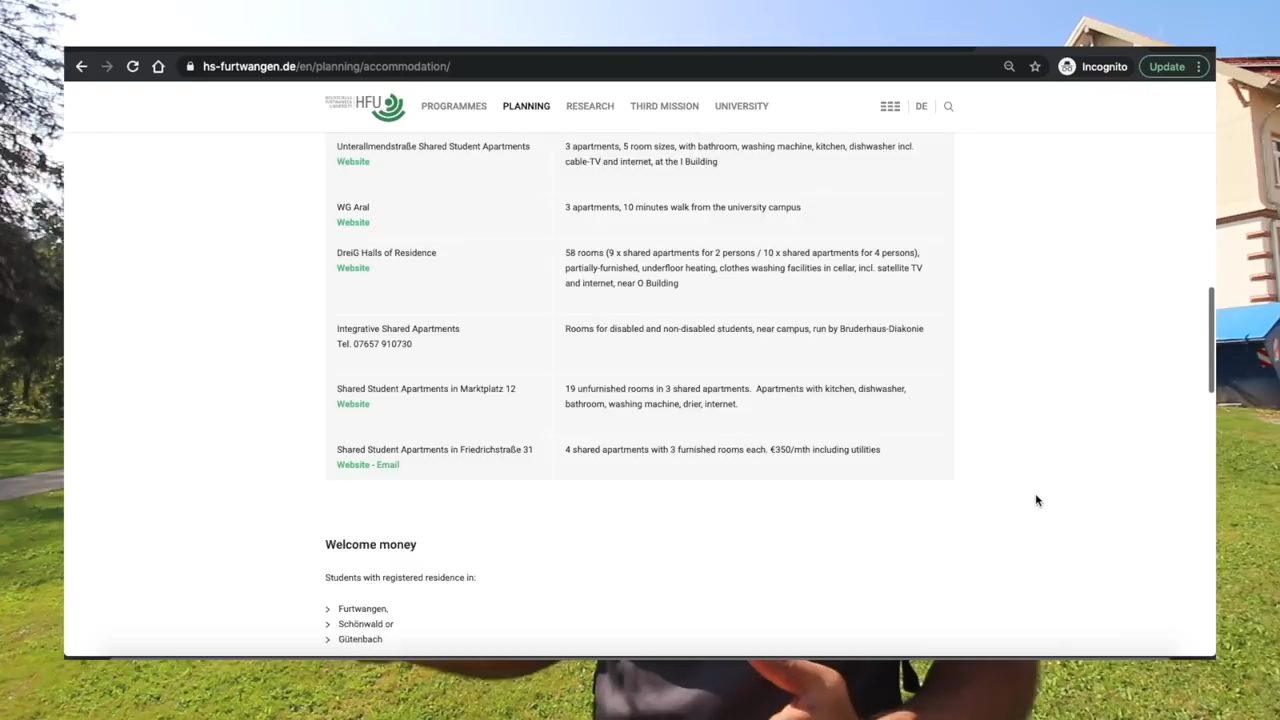 hs-furtwangen.de/en/planning/accommodation/
Incognito
Update
HOCHSCHULE
FURTWANGEN
UNIVERSITY
HFU
PROGRAMMES
PLANNING
RESEARCH
THIRD MISSION
UNIVERSITY
DE
Unterallmendstraße Shared Student Apartments
Website
3 apartments, 5 room sizes, with bathroom, washing machine, kitchen, dishwasher incl.
cable-TV and internet, at the I Building
WG Aral
Website
3 apartments, 10 minutes walk from the university campus
DreiG Halls of Residence
Website
58 rooms (9 x shared apartments for 2 persons / 10 x shared apartments for 4 persons),
partially-furnished, underfloor heating, clothes washing facilities in cellar, incl. satellite TV
and internet, near O Building
Integrative Shared Apartments
Tel. 07657 910730
Rooms for disabled and non-disabled students, near campus, run by Bruderhaus-Diakonie
Shared Student Apartments in Marktplatz 12
Website
19 unfurnished rooms in 3 shared apartments. Apartments with kitchen, dishwasher,
bathroom, washing machine, drier, internet.
Shared Student Apartments in Friedrichstraße 31
Website - Email
4 shared apartments with 3 furnished rooms each. €350/mth including utilities
Welcome money
Students with registered residence in:
Furtwangen,
Schönwald or
Gütenbach